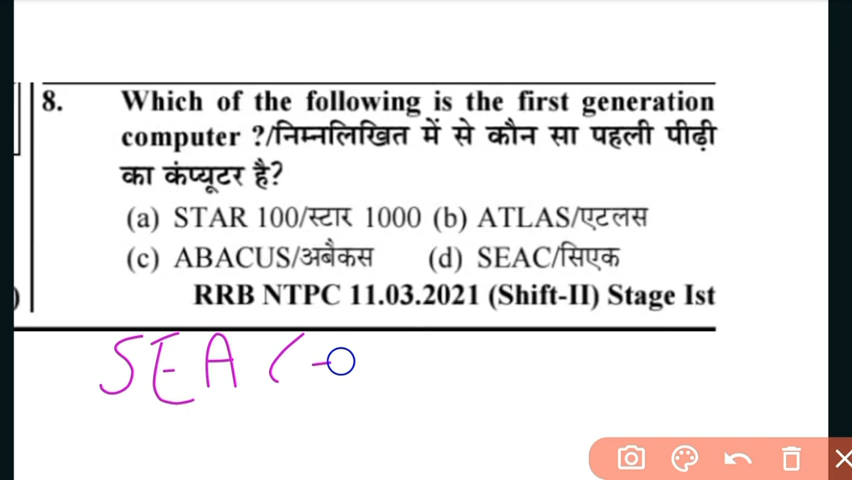 8. Which of the following is the first generation
computer ?/निम्नलिखित में से कौन सा पहली पीढ़ी
का कंप्यूटर है?
(a) STAR 100/स्टार 1000 (b) ATLAS/एटलस
(c) ABACUS/अबैकस (d) SEAC/सिएक
RRB NTPC 11.03.2021 (Shift-II) Stage Ist
SEAC-